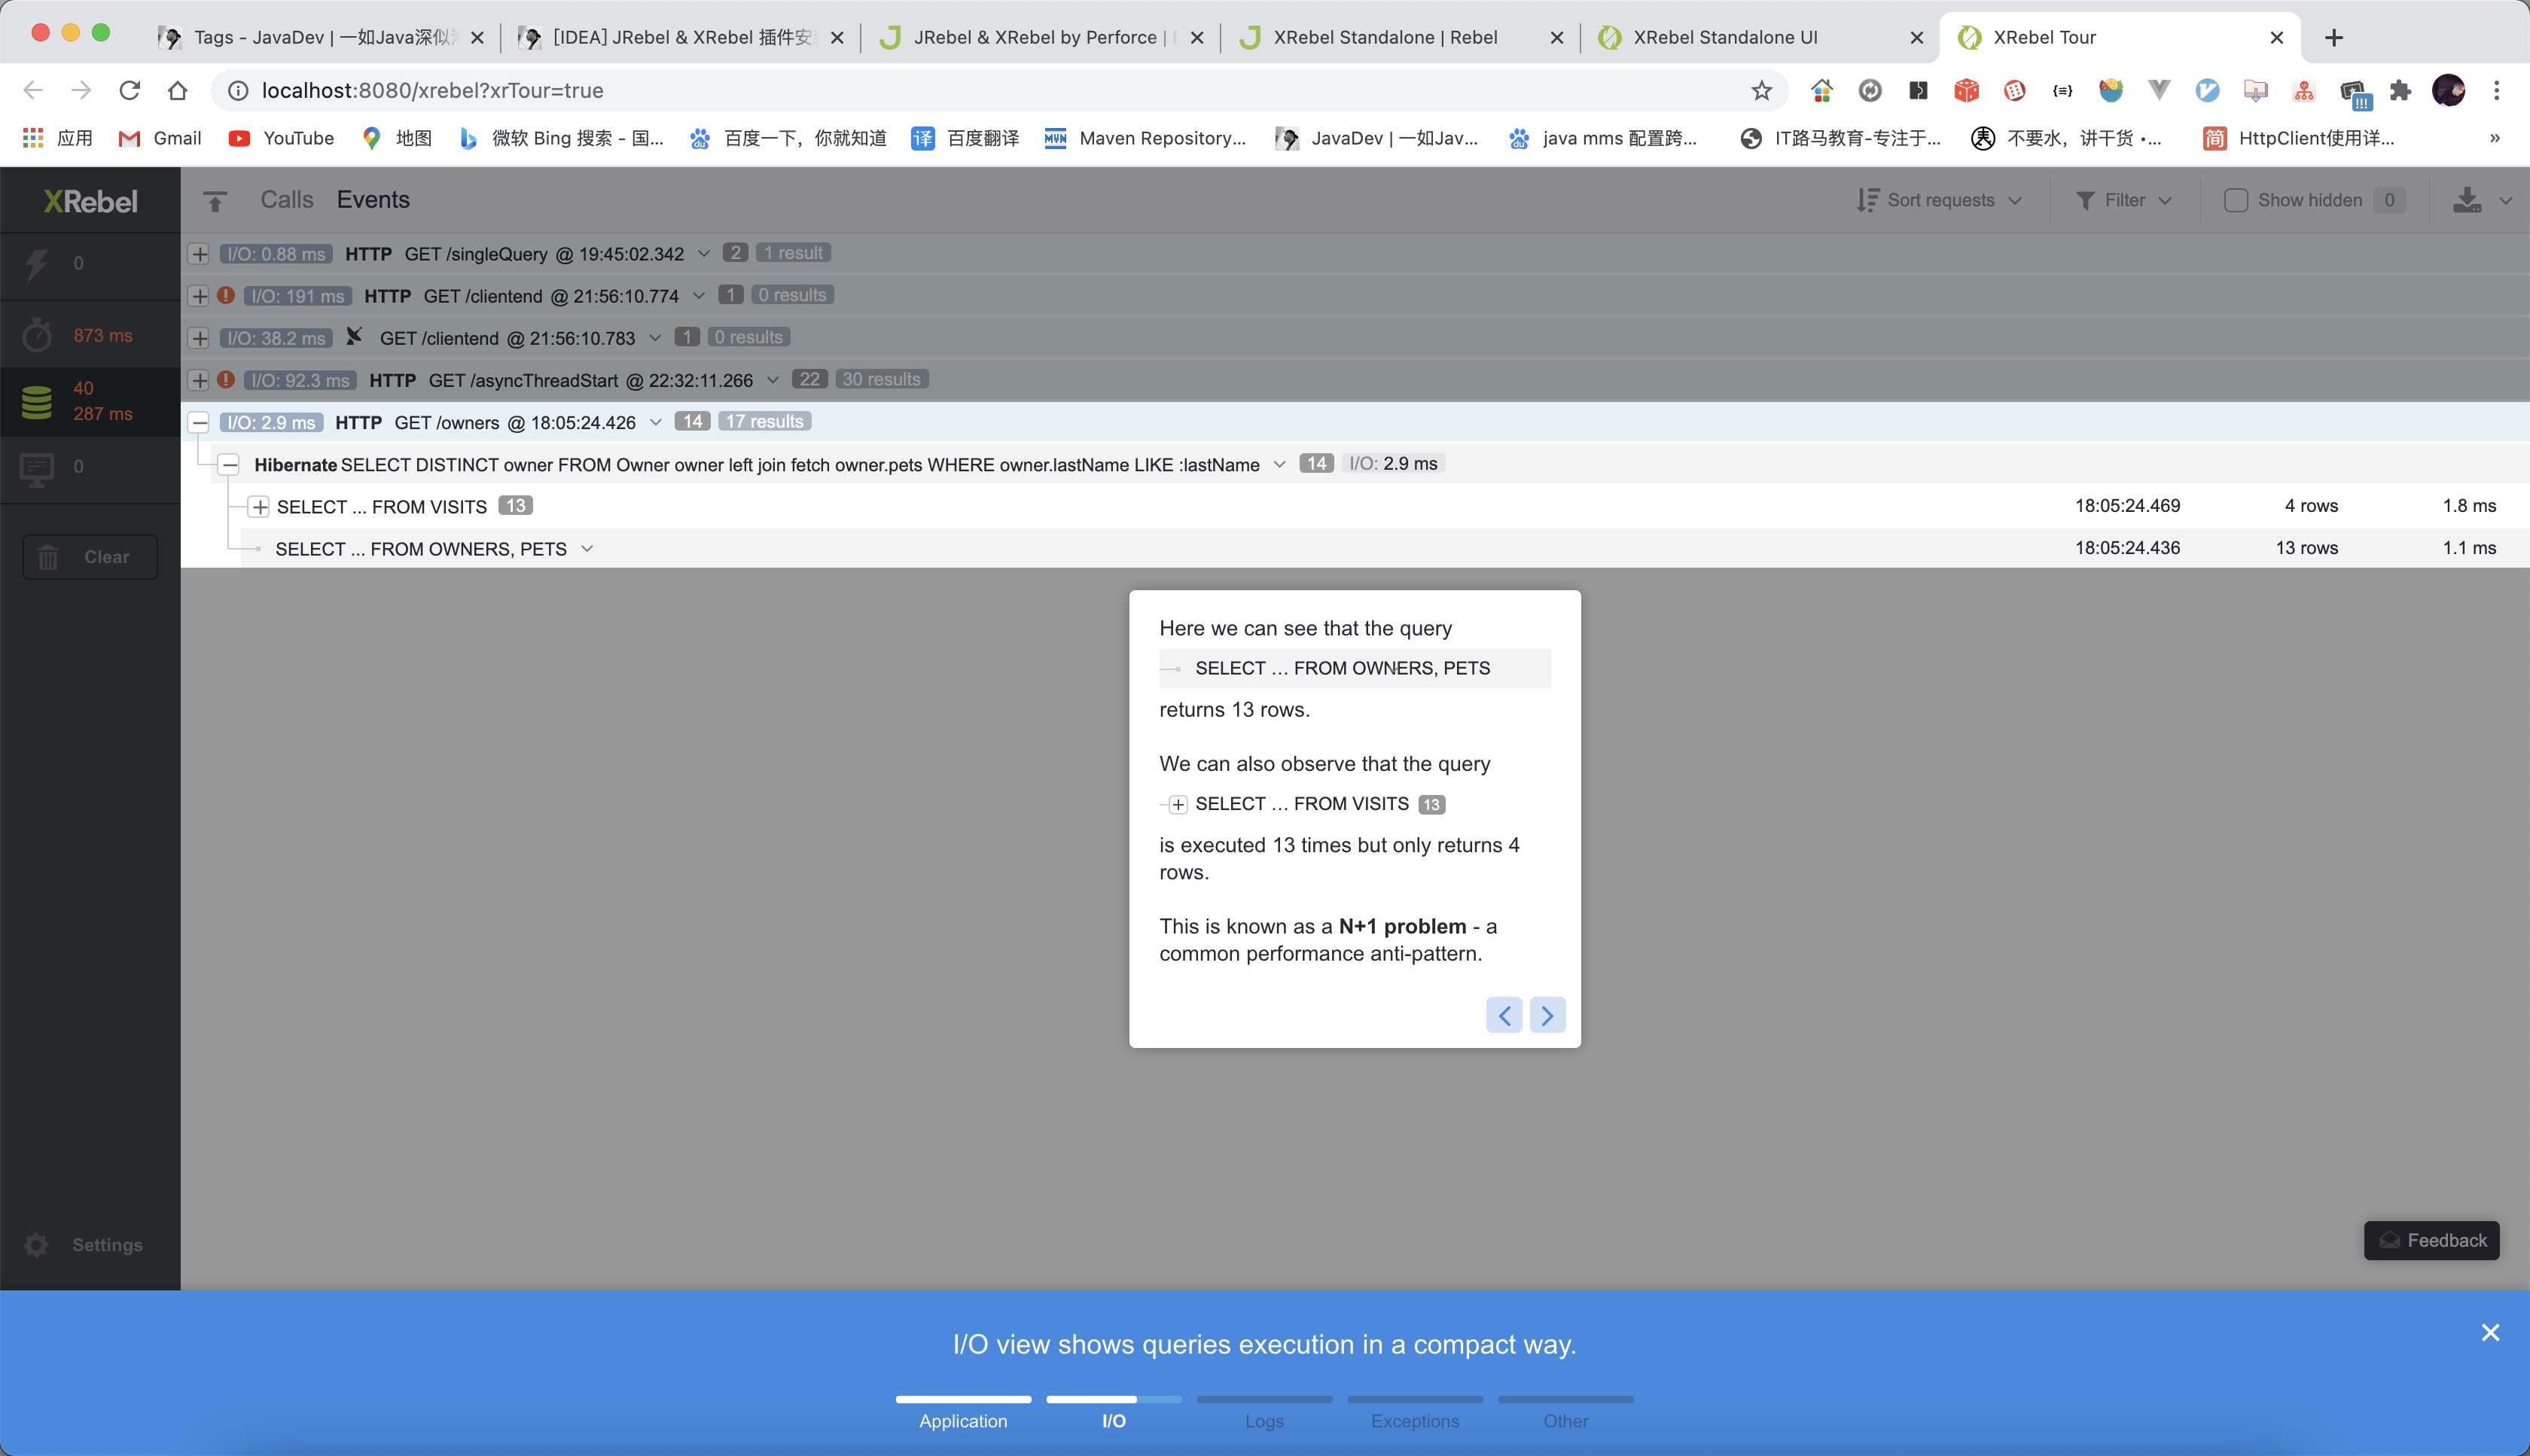 Tags - JavaDev | 一如Java深似
[IDEA] JRebel & XRebel 插件安
JRebel & XRebel by Perforce |
XRebel Standalone | Rebel
XRebel Standalone UI
XRebel Tour
localhost:8080/xrebel?xrTour=true
应用
Gmail
YouTube
地图
微软 Bing 搜索 - 国...
百度一下，你就知道
百度翻译
Maven Repository...
JavaDev | 一如Jav...
java mms 配置跨...
IT路马教育-专注于...
不要水，讲干货 •...
HttpClient使用详...
XRebel
Calls
Events
Sort requests
Filter
Show hidden 0
0
873 ms
40
287 ms
0
Clear
Settings
I/O: 0.88 ms HTTP GET /singleQuery @ 19:45:02.342 2 1 result
I/O: 191 ms HTTP GET /clientend @ 21:56:10.774 1 0 results
I/O: 38.2 ms GET /clientend @ 21:56:10.783 1 0 results
I/O: 92.3 ms HTTP GET /asyncThreadStart @ 22:32:11.266 22 30 results
I/O: 2.9 ms HTTP GET /owners @ 18:05:24.426 14 17 results
Hibernate SELECT DISTINCT owner FROM Owner owner left join fetch owner.pets WHERE owner.lastName LIKE :lastName 14 I/O: 2.9 ms
SELECT ... FROM VISITS 13 18:05:24.469 4 rows 1.8 ms
SELECT ... FROM OWNERS, PETS 18:05:24.436 13 rows 1.1 ms
Here we can see that the query
SELECT ... FROM OWNERS, PETS
returns 13 rows.
We can also observe that the query
SELECT ... FROM VISITS 13
is executed 13 times but only returns 4
rows.
This is known as a N+1 problem - a
common performance anti-pattern.
Feedback
I/O view shows queries execution in a compact way.
Application
I/O
Logs
Exceptions
Other